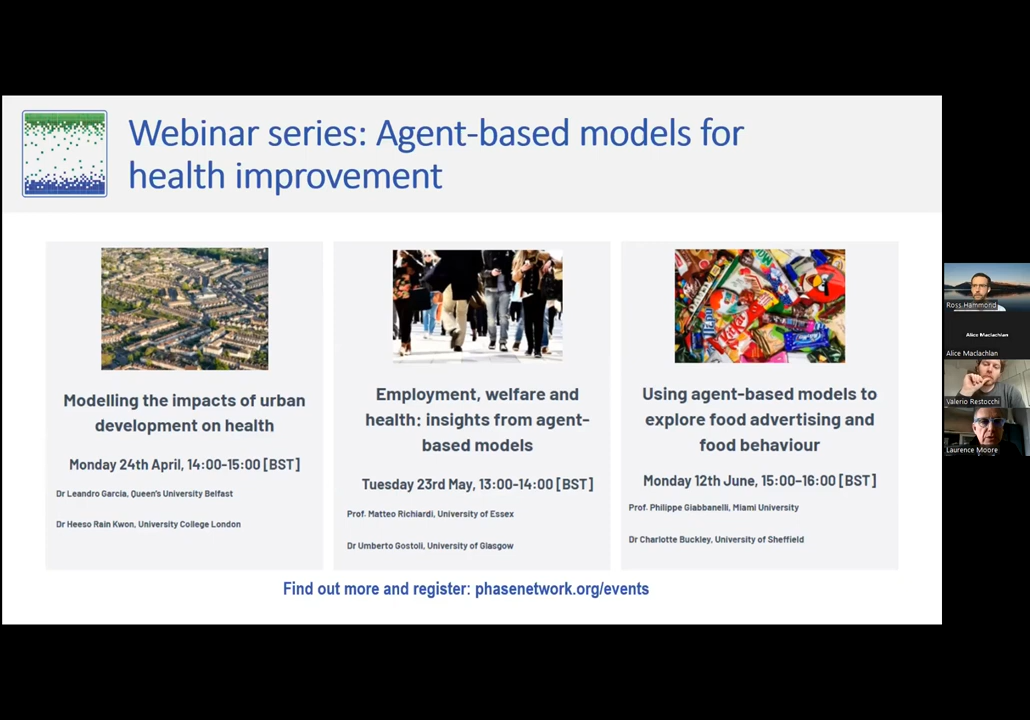 Webinar series: Agent-based models for
health improvement
Modelling the impacts of urban
development on health
Monday 24th April, 14:00-15:00 [BST]
Dr Leandro Garcia, Queen's University Belfast
Dr Heeso Rain Kwon, University College London
Employment, welfare and
health: insights from agent-
based models
Tuesday 23rd May, 13:00-14:00 [BST]
Prof. Matteo Richiardi, University of Essex
Dr Umberto Gostoli, University of Glasgow
Using agent-based models to
explore food advertising and
food behaviour
Monday 12th June, 15:00-16:00 [BST]
Prof. Philippe Giabbanelli, Miami University
Dr Charlotte Buckley, University of Sheffield
Find out more and register: phasenetwork.org/events
Ross Hammond
Alice Maclachlan
Alice Maclachlan
Valerio Restocchi
Laurence Moore